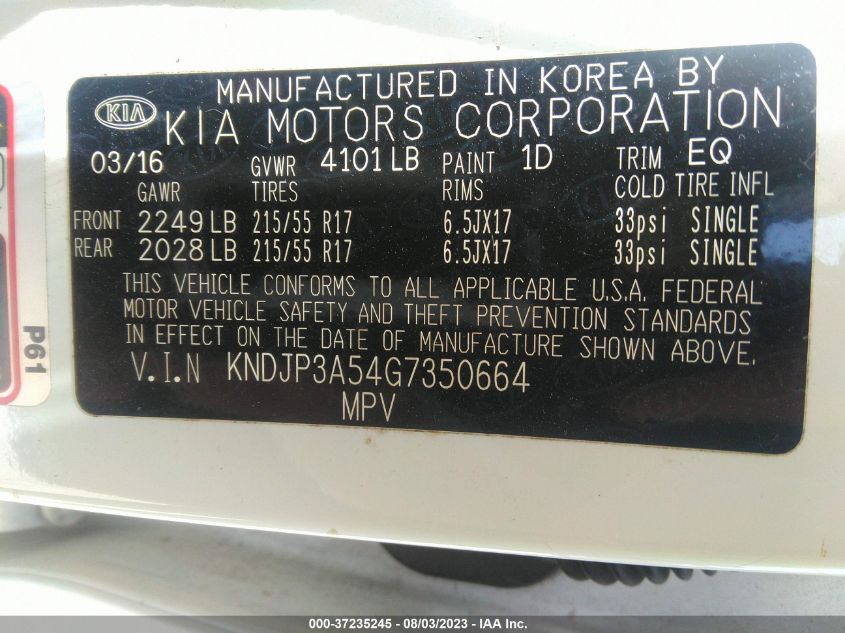 MANUFACTURED IN KOREA BY
KIA KIA MOTORS CORPORATION
03/16 GVWR 4101 LB PAINT 1D TRIM EQ
GAWR TIRES RIMS COLD TIRE INFL
FRONT 2249 LB 215/55 R17 6.5JX17 33psi SINGLE
REAR 2028 LB 215/55 R17 6.5JX17 33psi SINGLE
THIS VEHICLE CONFORMS TO ALL APPLICABLE U.S.A. FEDERAL
MOTOR VEHICLE SAFETY AND THEFT PREVENTION STANDARDS
IN EFFECT ON THE DATE OF MANUFACTURE SHOWN ABOVE.
V.I.N KNDJP3A54G7350664
MPV
P61
000-37235245 - 08/03/2023 - IAA Inc.